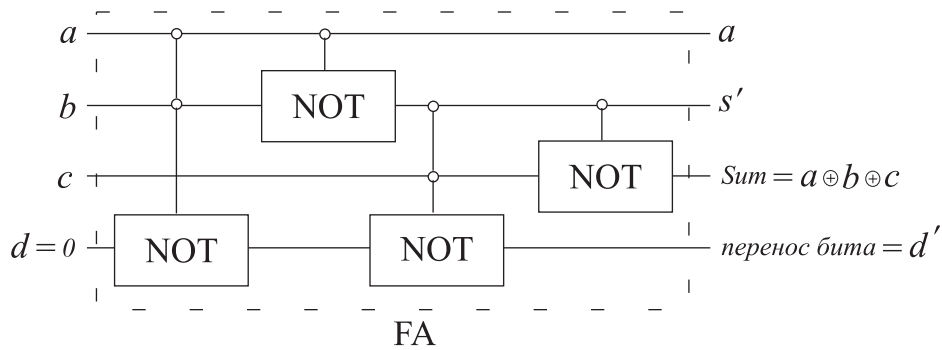 a a
NOT
b s′
c NOT Sum = a ⊕ b ⊕ c
d = 0 NOT NOT перенос бита = d′
FA